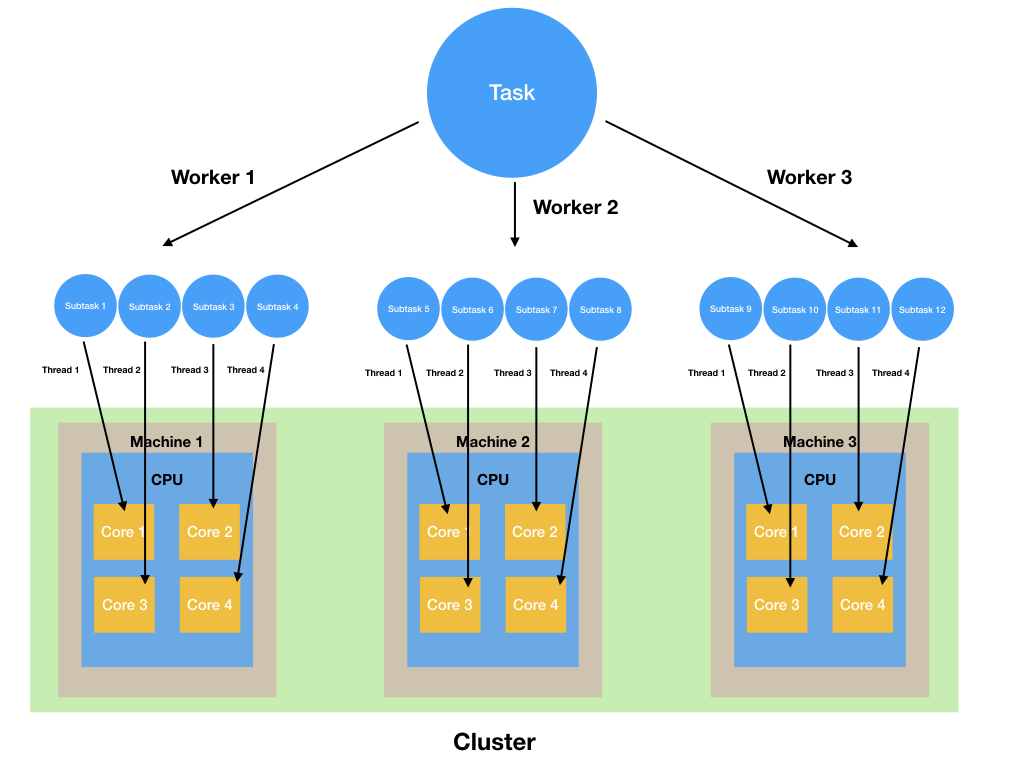 Task
Worker 1
Worker 2
Worker 3
Subtask 1
Subtask 2
Subtask 3
Subtask 4
Subtask 5
Subtask 6
Subtask 7
Subtask 8
Subtask 9
Subtask 10
Subtask 11
Subtask 12
Thread 1
Thread 2
Thread 3
Thread 4
Thread 1
Thread 2
Thread 3
Thread 4
Thread 1
Thread 2
Thread 3
Thread 4
Machine 1
CPU
Core 1
Core 2
Core 3
Core 4
Machine 2
CPU
Core 1
Core 2
Core 3
Core 4
Machine 3
CPU
Core 1
Core 2
Core 3
Core 4
Cluster